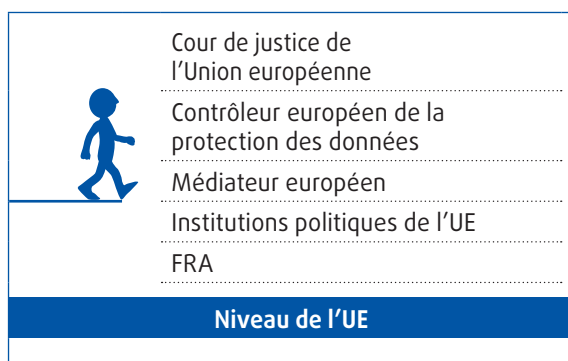 Cour de justice de
l'Union européenne
Contrôleur européen de la
protection des données
Médiateur européen
Institutions politiques de l'UE
FRA
Niveau de l'UE